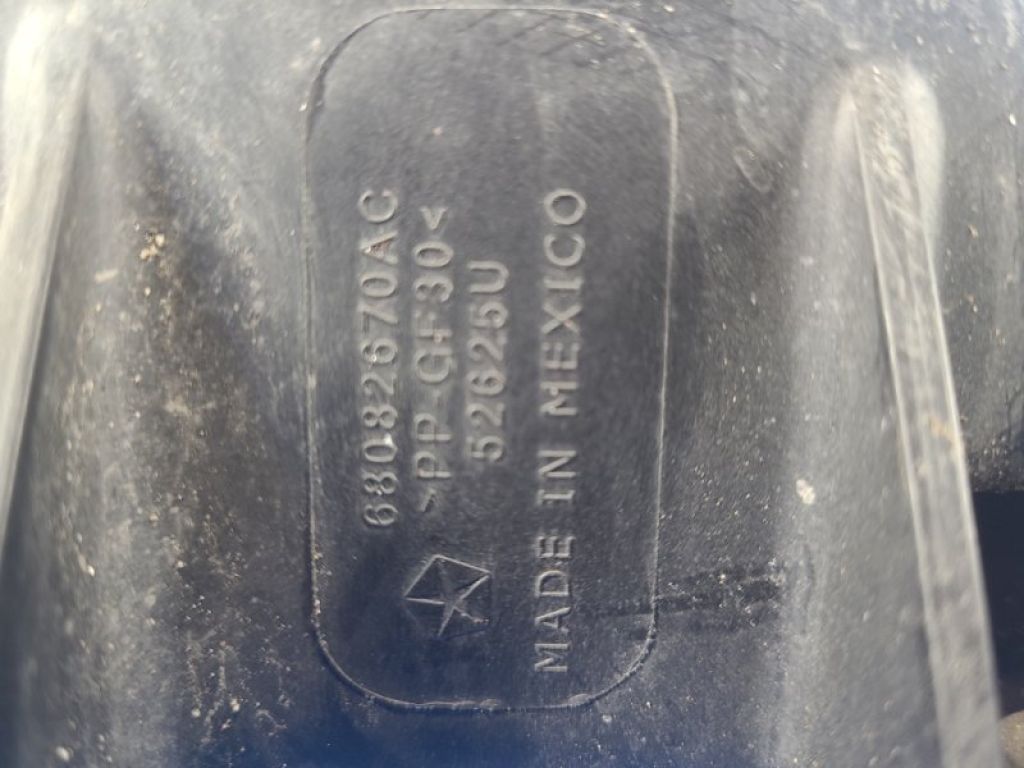 68082670AC
>PP-GF30<
52625U
MADE IN MEXICO